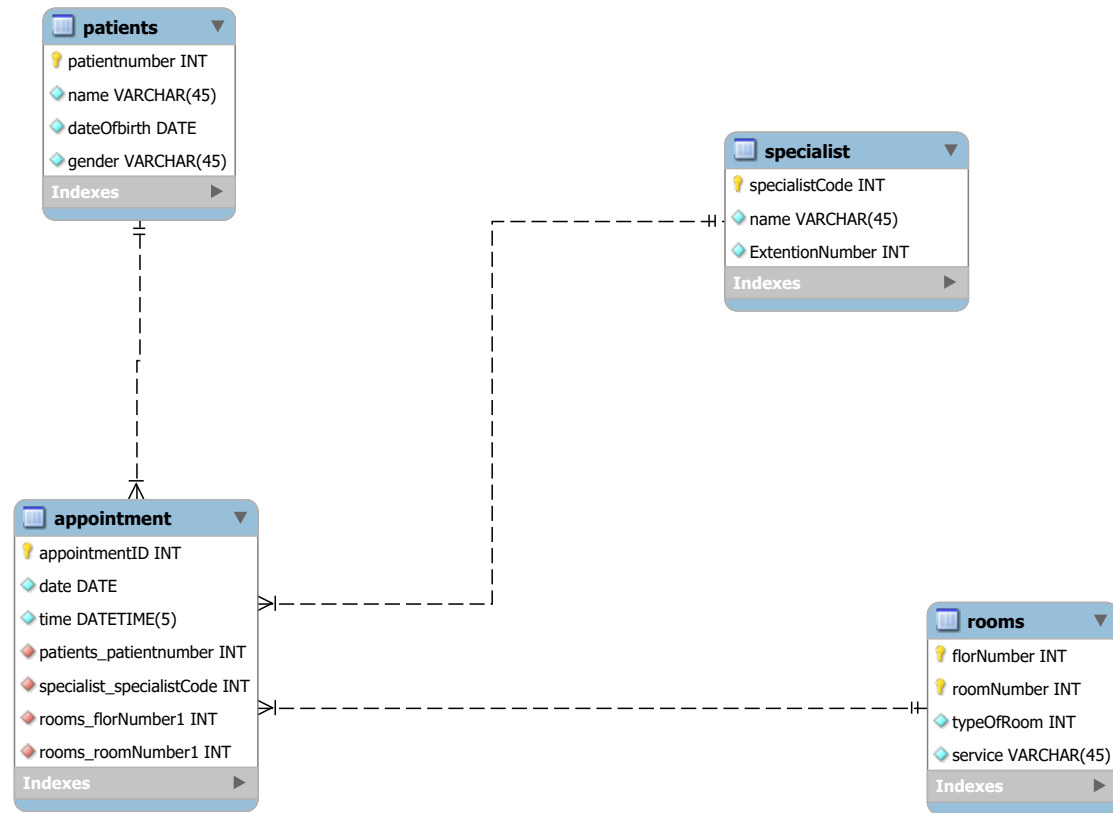 patients
patientnumber INT
name VARCHAR(45)
dateOfbirth DATE
gender VARCHAR(45)
Indexes
specialist
specialistCode INT
name VARCHAR(45)
ExtentionNumber INT
Indexes
appointment
appointmentID INT
date DATE
time DATETIME(5)
patients_patientnumber INT
specialist_specialistCode INT
rooms_florNumber1 INT
rooms_roomNumber1 INT
Indexes
rooms
florNumber INT
roomNumber INT
typeOfRoom INT
service VARCHAR(45)
Indexes